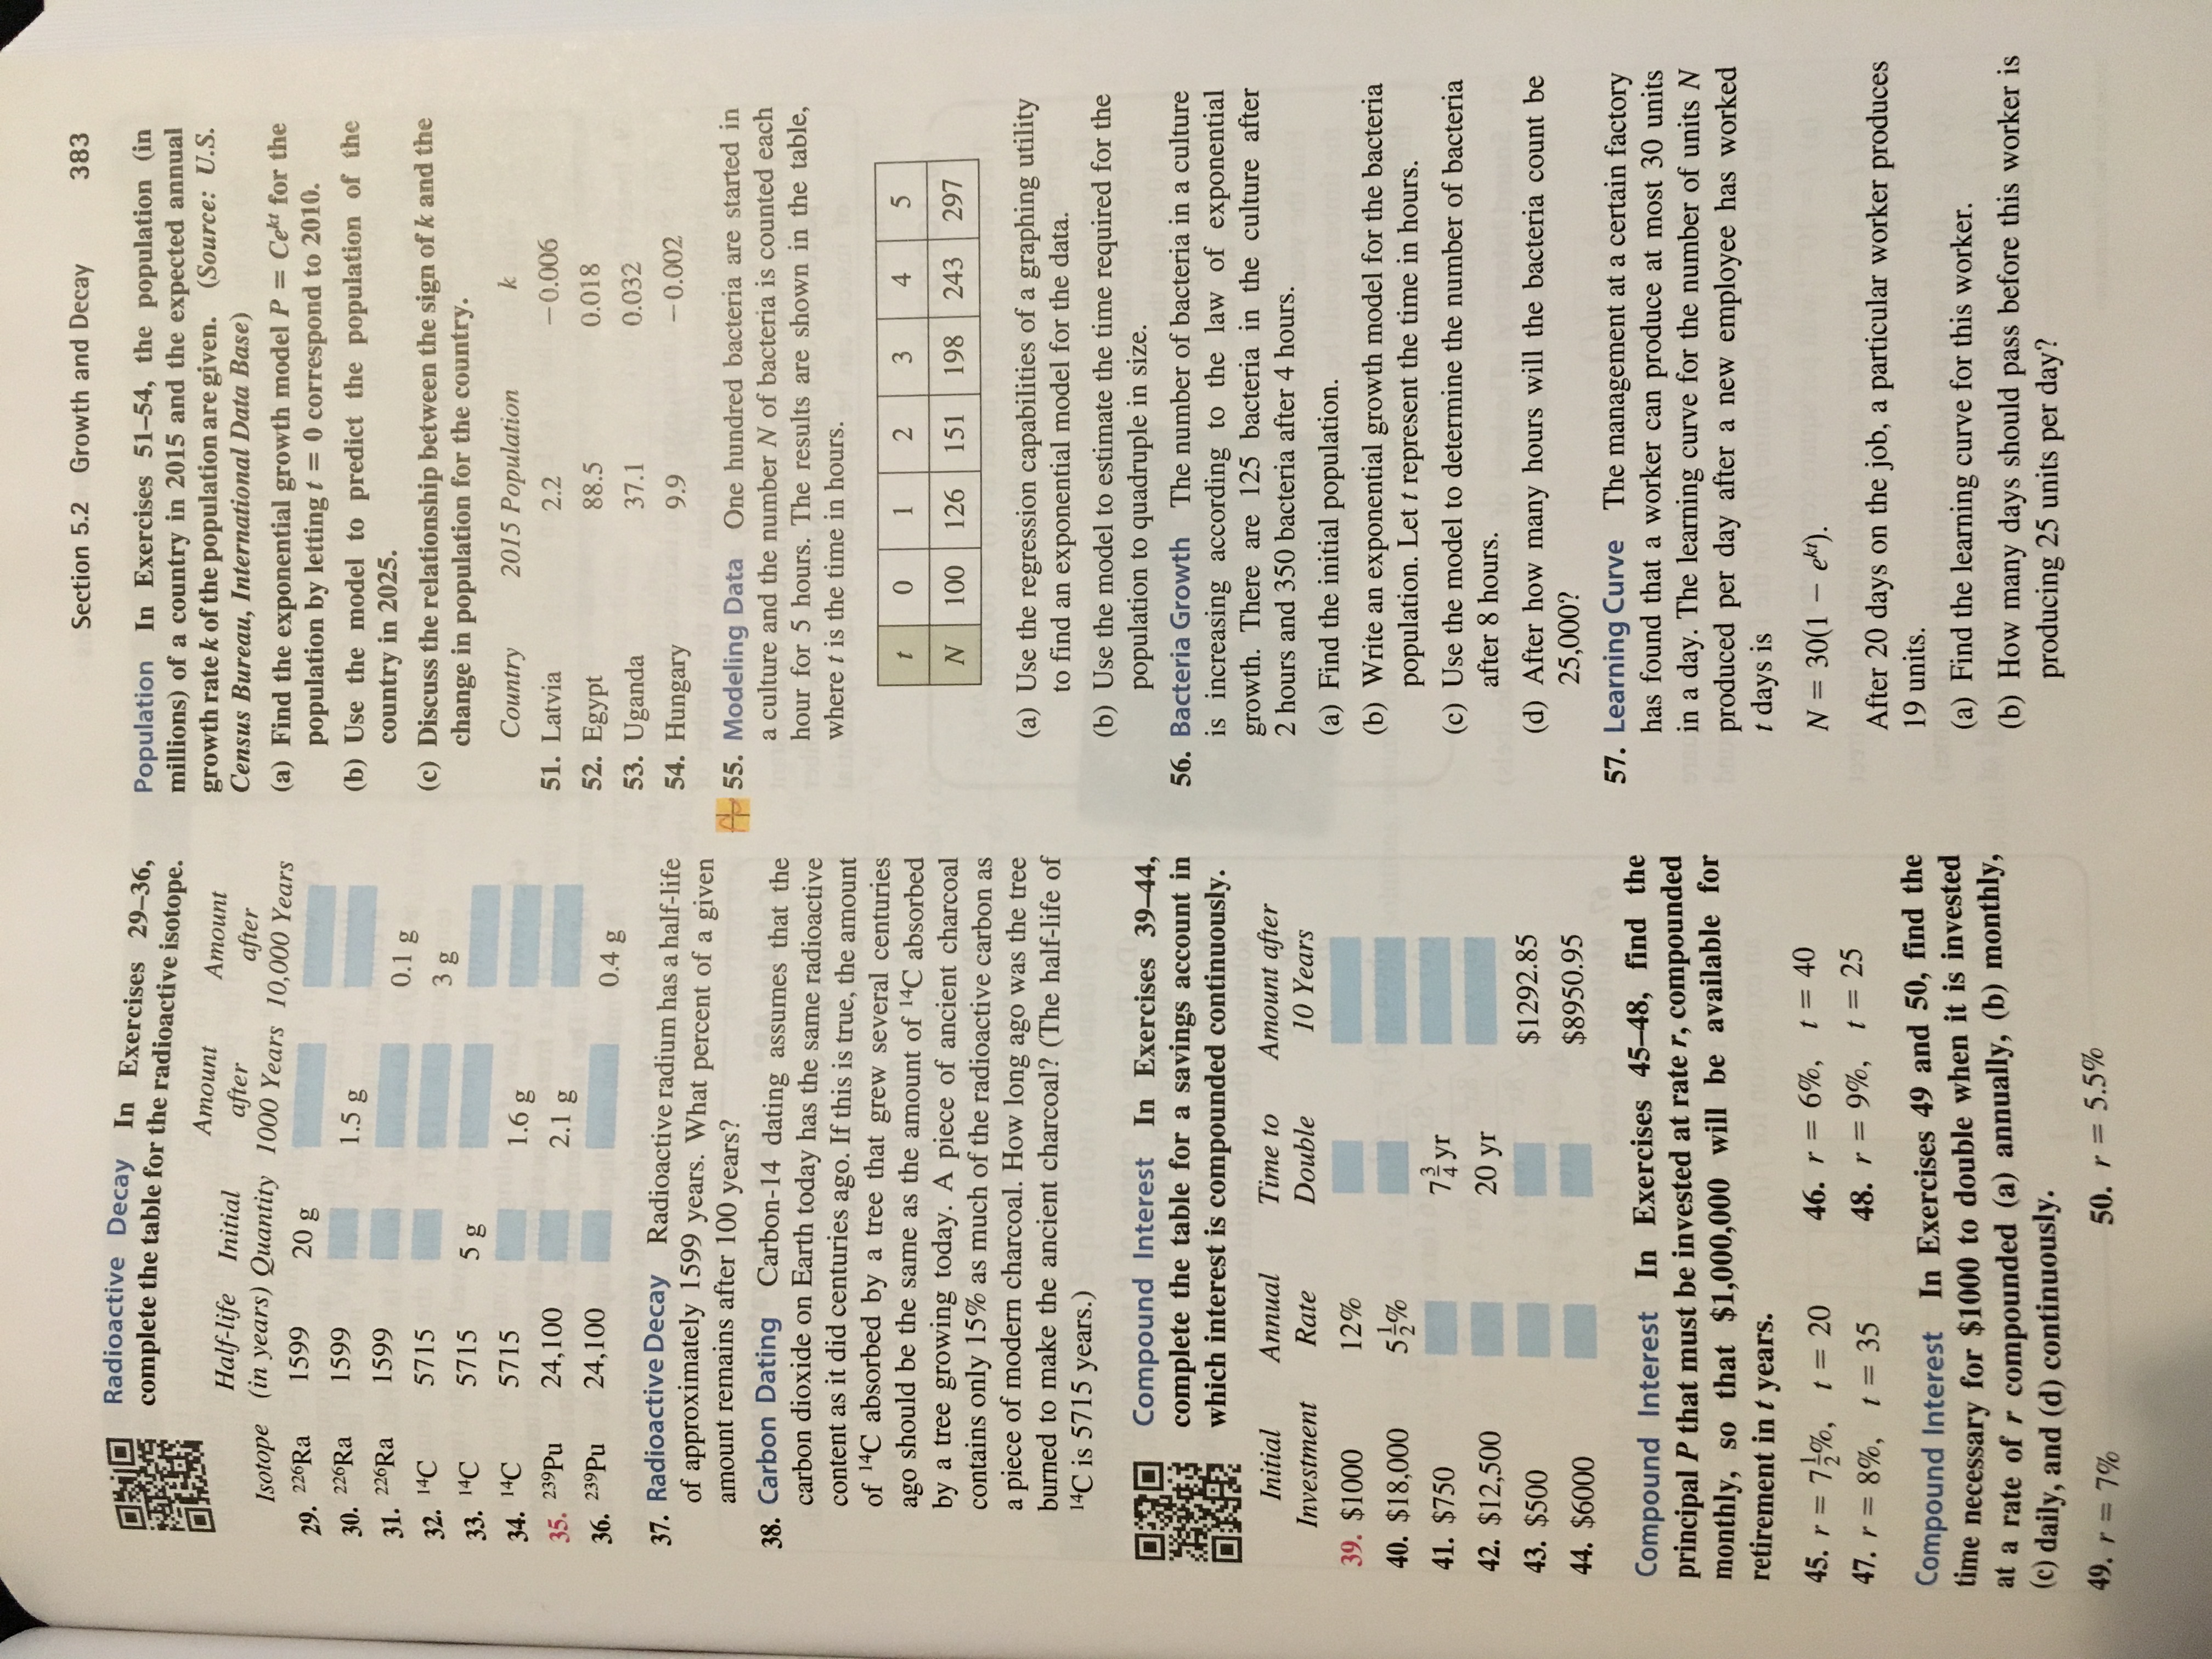 Section 5.2 Growth and Decay 383
Radioactive Decay In Exercises 29–36,
complete the table for the radioactive isotope.
Isotope Half-life (in years) Initial Quantity Amount after 1000 Years Amount after 10,000 Years
29. ²²⁶Ra 1599 20 g
30. ²²⁶Ra 1599 1.5 g
31. ²²⁶Ra 1599 0.1 g
32. ¹⁴C 5715 3 g
33. ¹⁴C 5715 5 g
34. ¹⁴C 5715 1.6 g
35. ²³⁹Pu 24,100 2.1 g
36. ²³⁹Pu 24,100 0.4 g
37. Radioactive Decay Radioactive radium has a half-life
of approximately 1599 years. What percent of a given
amount remains after 100 years?
38. Carbon Dating Carbon-14 dating assumes that the
carbon dioxide on Earth today has the same radioactive
content as it did centuries ago. If this is true, the amount
of ¹⁴C absorbed by a tree that grew several centuries
ago should be the same as the amount of ¹⁴C absorbed
by a tree growing today. A piece of ancient charcoal
contains only 15% as much of the radioactive carbon as
a piece of modern charcoal. How long ago was the tree
burned to make the ancient charcoal? (The half-life of
¹⁴C is 5715 years.)
Compound Interest In Exercises 39–44,
complete the table for a savings account in
which interest is compounded continuously.
Initial Annual Time to Amount after
Investment Rate Double 10 Years
39. $1000 12%
40. $18,000 5½%
41. $750 7¾ yr
42. $12,500 20 yr
43. $500 $1292.85
44. $6000 $8950.95
Compound Interest In Exercises 45–48, find the
principal P that must be invested at rate r, compounded
monthly, so that $1,000,000 will be available for
retirement in t years.
45. r = 7½%, t = 20 46. r = 6%, t = 40
47. r = 8%, t = 35 48. r = 9%, t = 25
Compound Interest In Exercises 49 and 50, find the
time necessary for $1000 to double when it is invested
at a rate of r compounded (a) annually, (b) monthly,
(c) daily, and (d) continuously.
49. r = 7% 50. r = 5.5%
Population In Exercises 51–54, the population (in
millions) of a country in 2015 and the expected annual
growth rate k of the population are given. (Source: U.S.
Census Bureau, International Data Base)
(a) Find the exponential growth model P = Ceᵏᵗ for the
population by letting t = 0 correspond to 2010.
(b) Use the model to predict the population of the
country in 2025.
(c) Discuss the relationship between the sign of k and the
change in population for the country.
Country 2015 Population k
51. Latvia 2.2 −0.006
52. Egypt 88.5 0.018
53. Uganda 37.1 0.032
54. Hungary 9.9 −0.002
55. Modeling Data One hundred bacteria are started in
a culture and the number N of bacteria is counted each
hour for 5 hours. The results are shown in the table,
where t is the time in hours.
t 0 1 2 3 4 5
N 100 126 151 198 243 297
(a) Use the regression capabilities of a graphing utility
to find an exponential model for the data.
(b) Use the model to estimate the time required for the
population to quadruple in size.
56. Bacteria Growth The number of bacteria in a culture
is increasing according to the law of exponential
growth. There are 125 bacteria in the culture after
2 hours and 350 bacteria after 4 hours.
(a) Find the initial population.
(b) Write an exponential growth model for the bacteria
population. Let t represent the time in hours.
(c) Use the model to determine the number of bacteria
after 8 hours.
(d) After how many hours will the bacteria count be
25,000?
57. Learning Curve The management at a certain factory
has found that a worker can produce at most 30 units
in a day. The learning curve for the number of units N
produced per day after a new employee has worked
t days is
N = 30(1 − eᵏᵗ).
After 20 days on the job, a particular worker produces
19 units.
(a) Find the learning curve for this worker.
(b) How many days should pass before this worker is
producing 25 units per day?